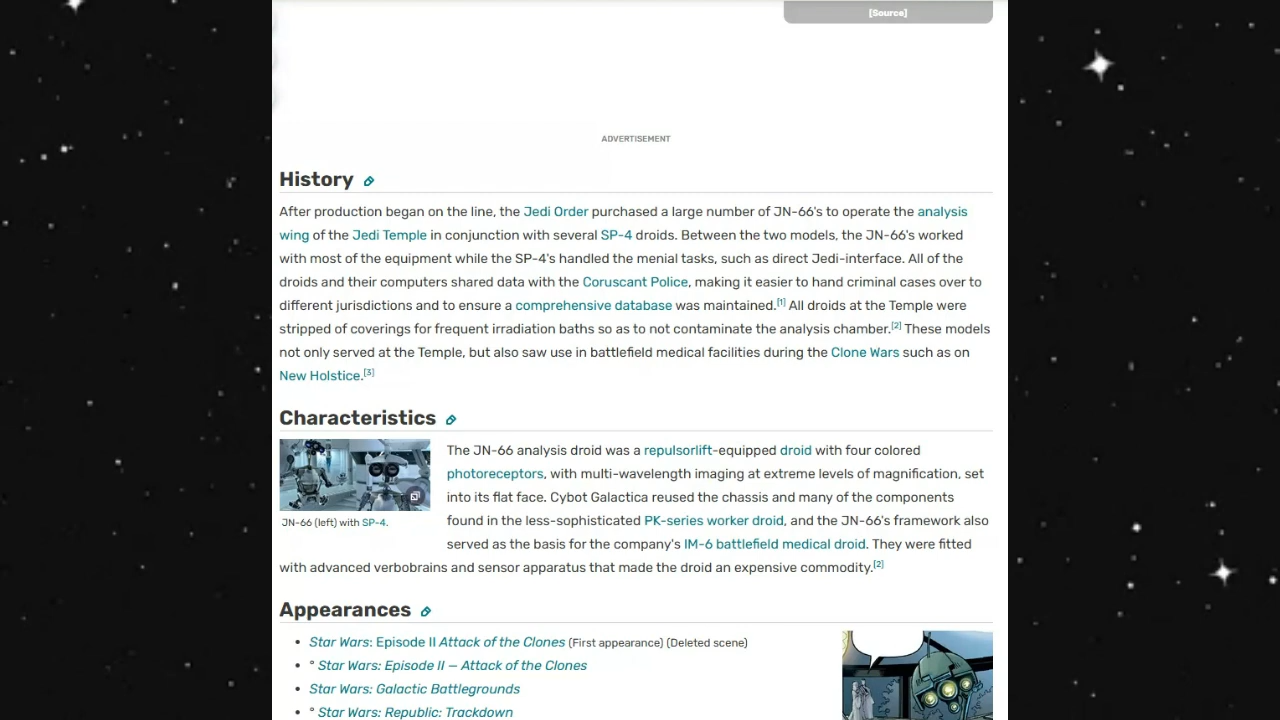 [Source]
ADVERTISEMENT
History
After production began on the line, the Jedi Order purchased a large number of JN-66's to operate the analysis
wing of the Jedi Temple in conjunction with several SP-4 droids. Between the two models, the JN-66's worked
with most of the equipment while the SP-4's handled the menial tasks, such as direct Jedi-interface. All of the
droids and their computers shared data with the Coruscant Police, making it easier to hand criminal cases over to
different jurisdictions and to ensure a comprehensive database was maintained.[1] All droids at the Temple were
stripped of coverings for frequent irradiation baths so as to not contaminate the analysis chamber.[2] These models
not only served at the Temple, but also saw use in battlefield medical facilities during the Clone Wars such as on
New Holstice.[3]
Characteristics
The JN-66 analysis droid was a repulsorlift-equipped droid with four colored
photoreceptors, with multi-wavelength imaging at extreme levels of magnification, set
into its flat face. Cybot Galactica reused the chassis and many of the components
found in the less-sophisticated PK-series worker droid, and the JN-66's framework also
served as the basis for the company's IM-6 battlefield medical droid. They were fitted
with advanced verbobrains and sensor apparatus that made the droid an expensive commodity.[2]
JN-66 (left) with SP-4.
Appearances
• Star Wars: Episode II Attack of the Clones (First appearance) (Deleted scene)
• ° Star Wars: Episode II — Attack of the Clones
• Star Wars: Galactic Battlegrounds
• ° Star Wars: Republic: Trackdown